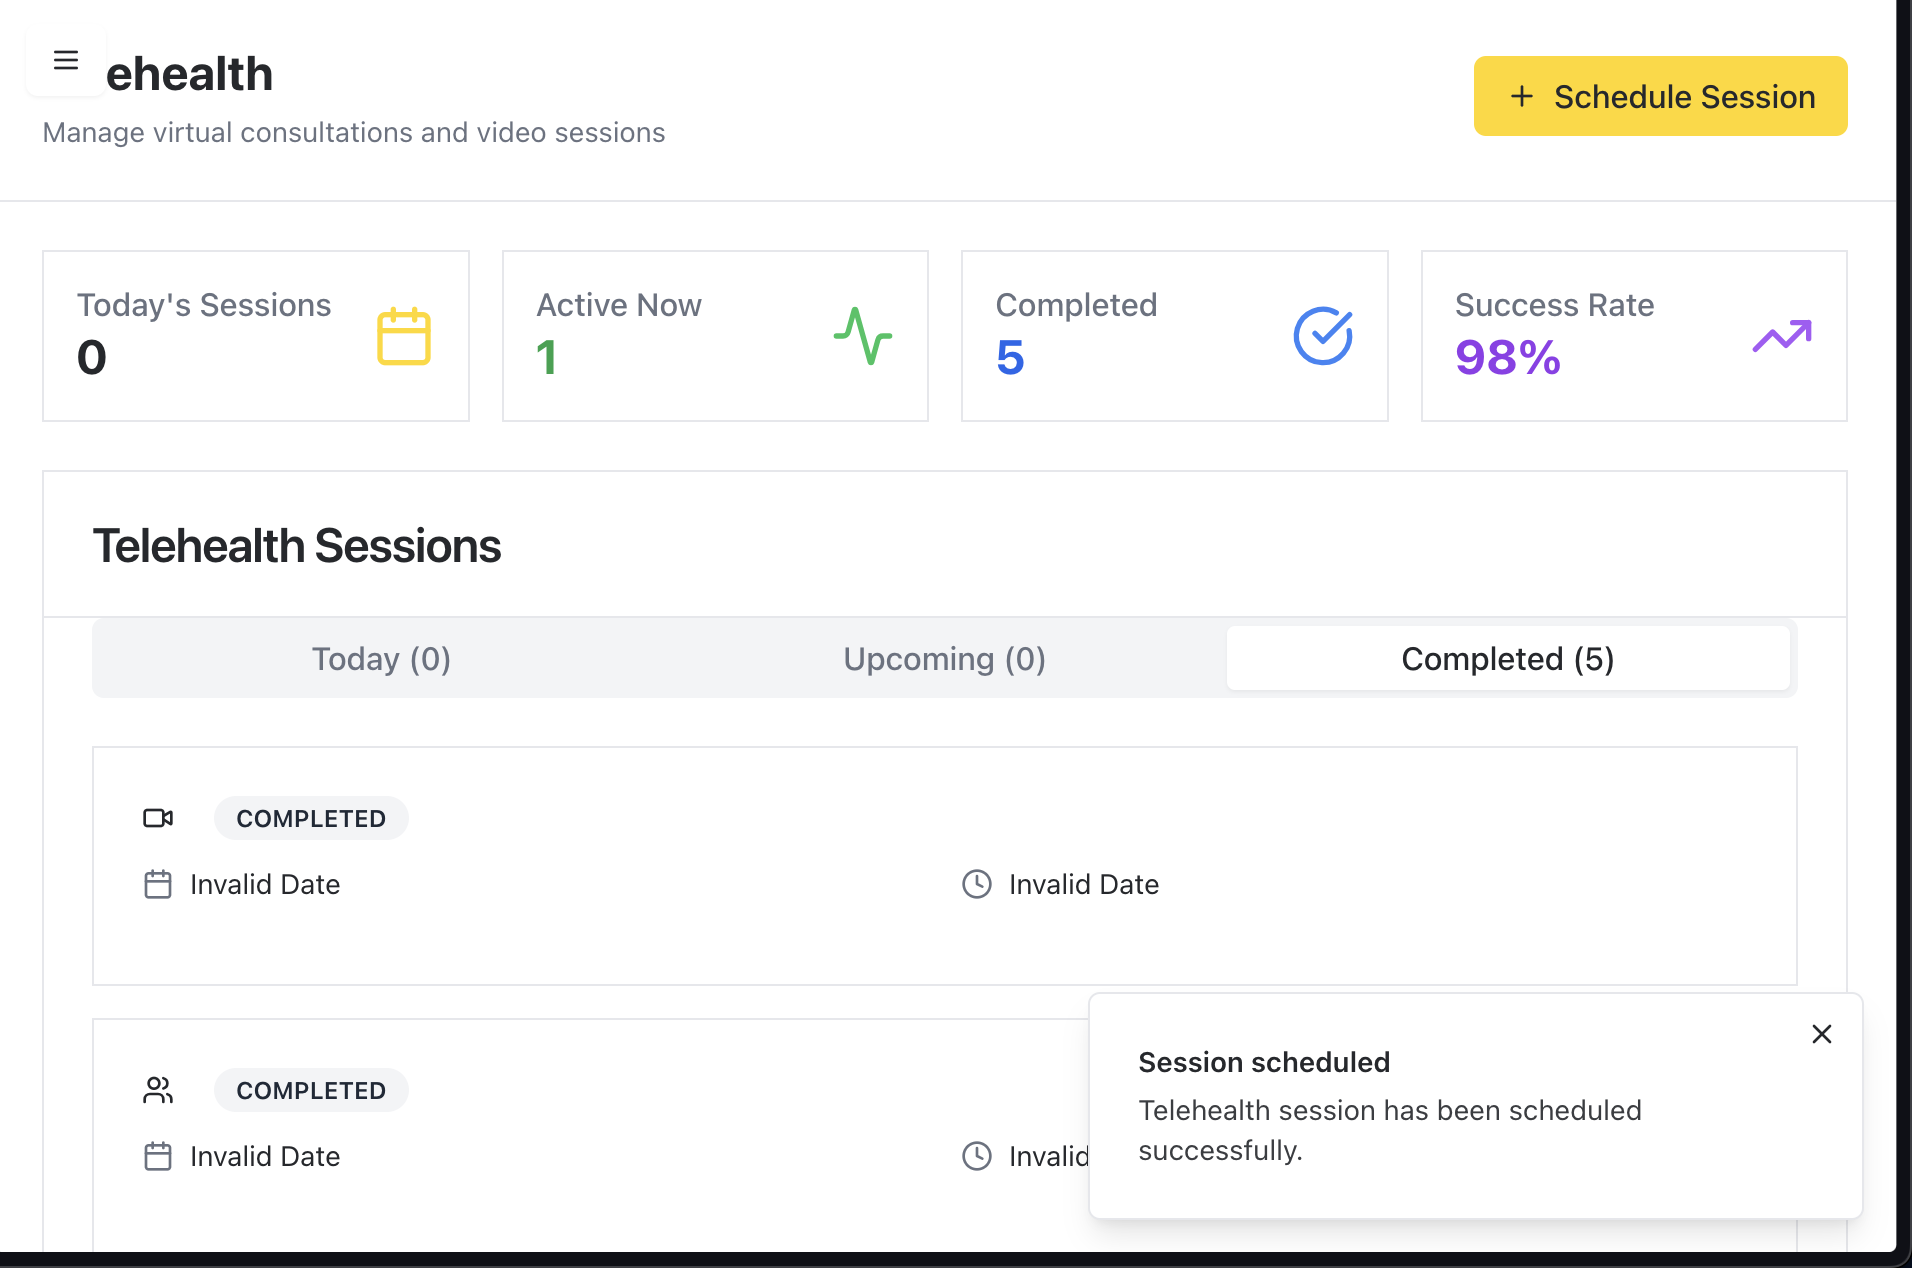 ehealth
Manage virtual consultations and video sessions
+ Schedule Session
Today's Sessions
0
Active Now
1
Completed
5
Success Rate
98%
Telehealth Sessions
Today (0)
Upcoming (0)
Completed (5)
COMPLETED
Invalid Date
Invalid Date
COMPLETED
Invalid Date
Invalid
Session scheduled
Telehealth session has been scheduled
successfully.